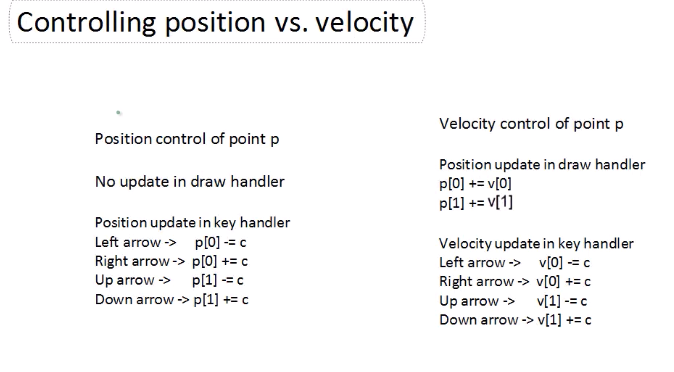 Controlling position vs. velocity
Position control of point p
No update in draw handler
Position update in key handler
Left arrow -> p[0] -= c
Right arrow -> p[0] += c
Up arrow -> p[1] -= c
Down arrow -> p[1] += c
Velocity control of point p
Position update in draw handler
p[0] += v[0]
p[1] += v[1]
Velocity update in key handler
Left arrow -> v[0] -= c
Right arrow -> v[0] += c
Up arrow -> v[1] -= c
Down arrow -> v[1] += c